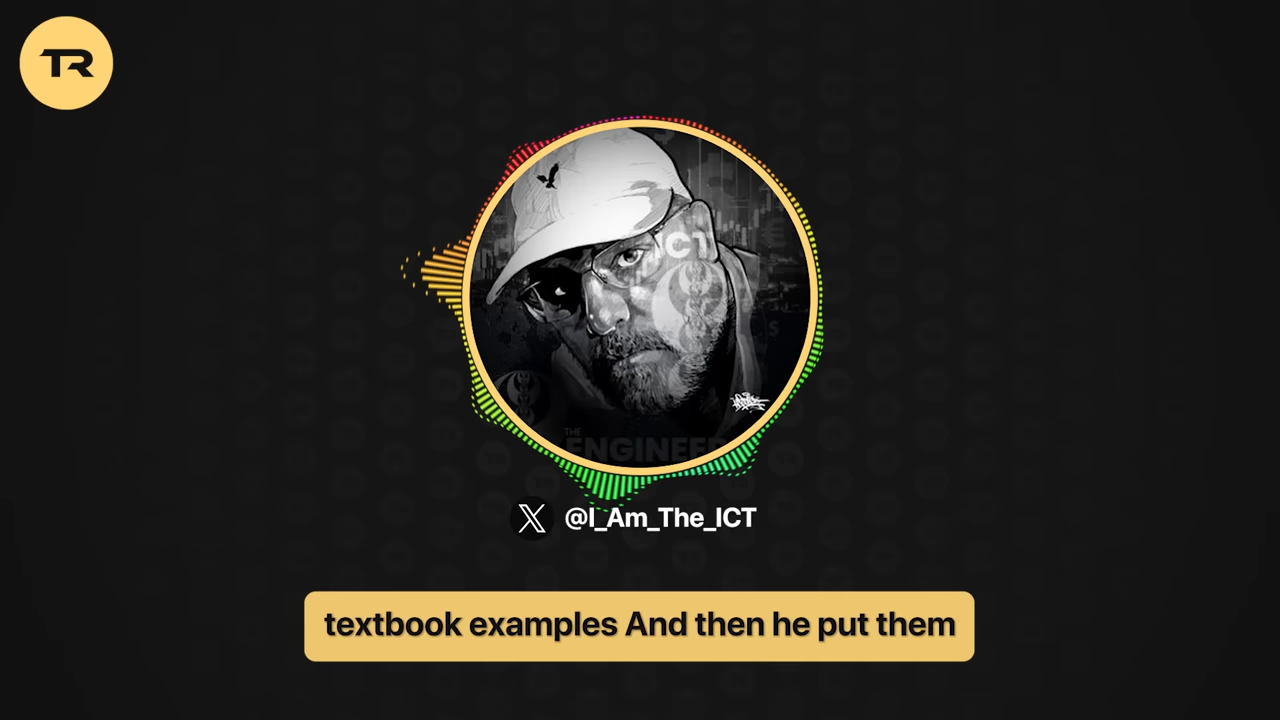 TR
ICT
THE
ENGINEER
@I_Am_The_ICT
textbook examples And then he put them